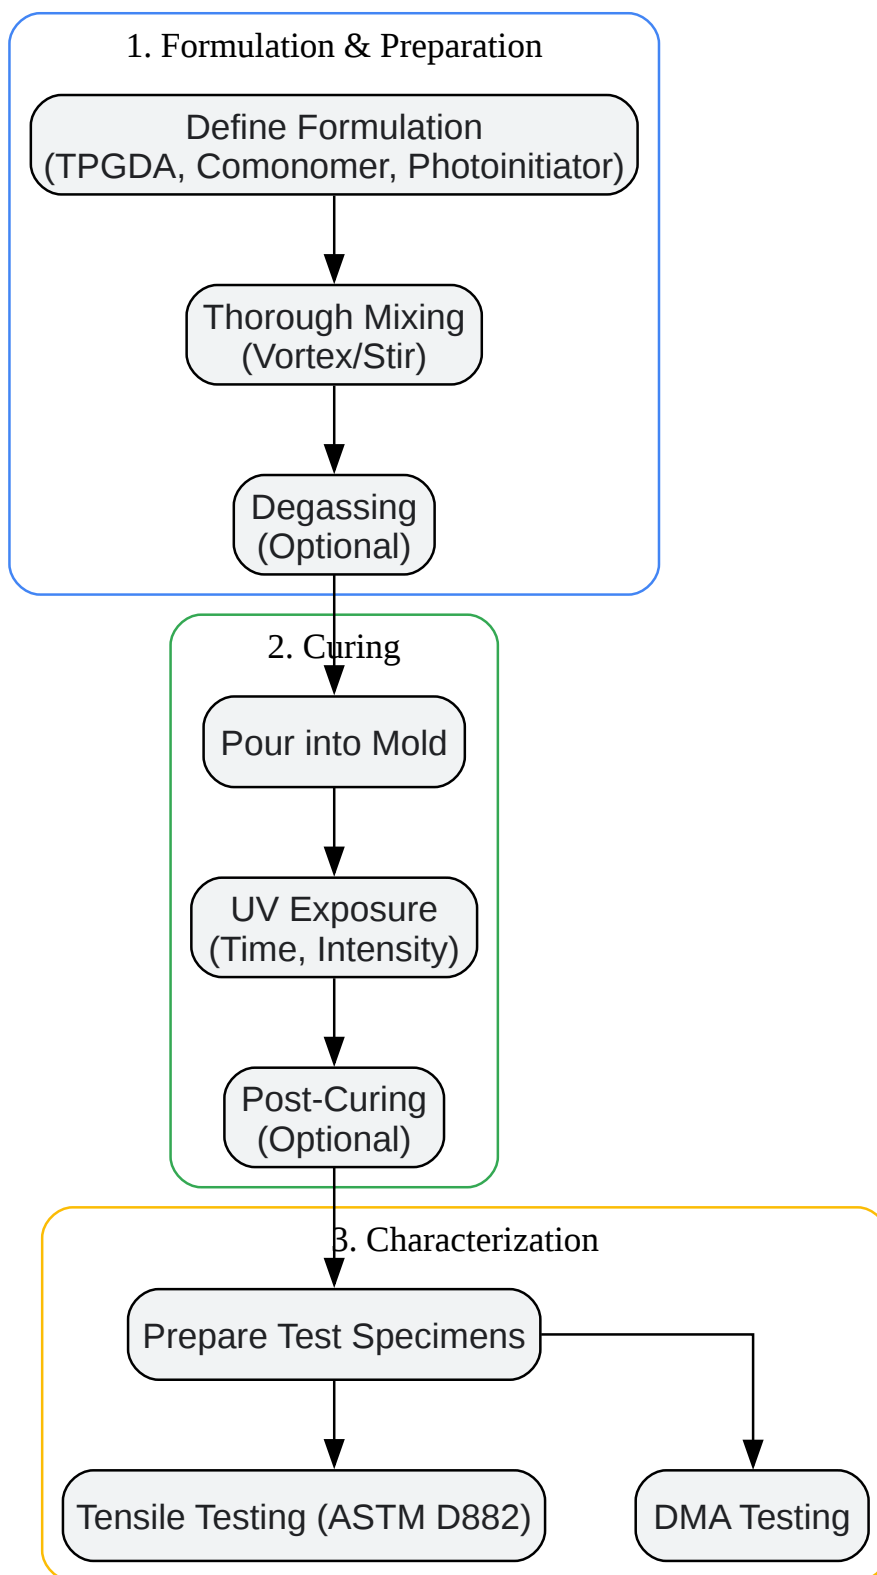 1. Formulation & Preparation
Define Formulation
(TPGDA, Comonomer, Photoinitiator)
Thorough Mixing
(Vortex/Stir)
Degassing
(Optional)
2. Curing
Pour into Mold
UV Exposure
(Time, Intensity)
Post-Curing
(Optional)
3. Characterization
Prepare Test Specimens
Tensile Testing (ASTM D882)
DMA Testing